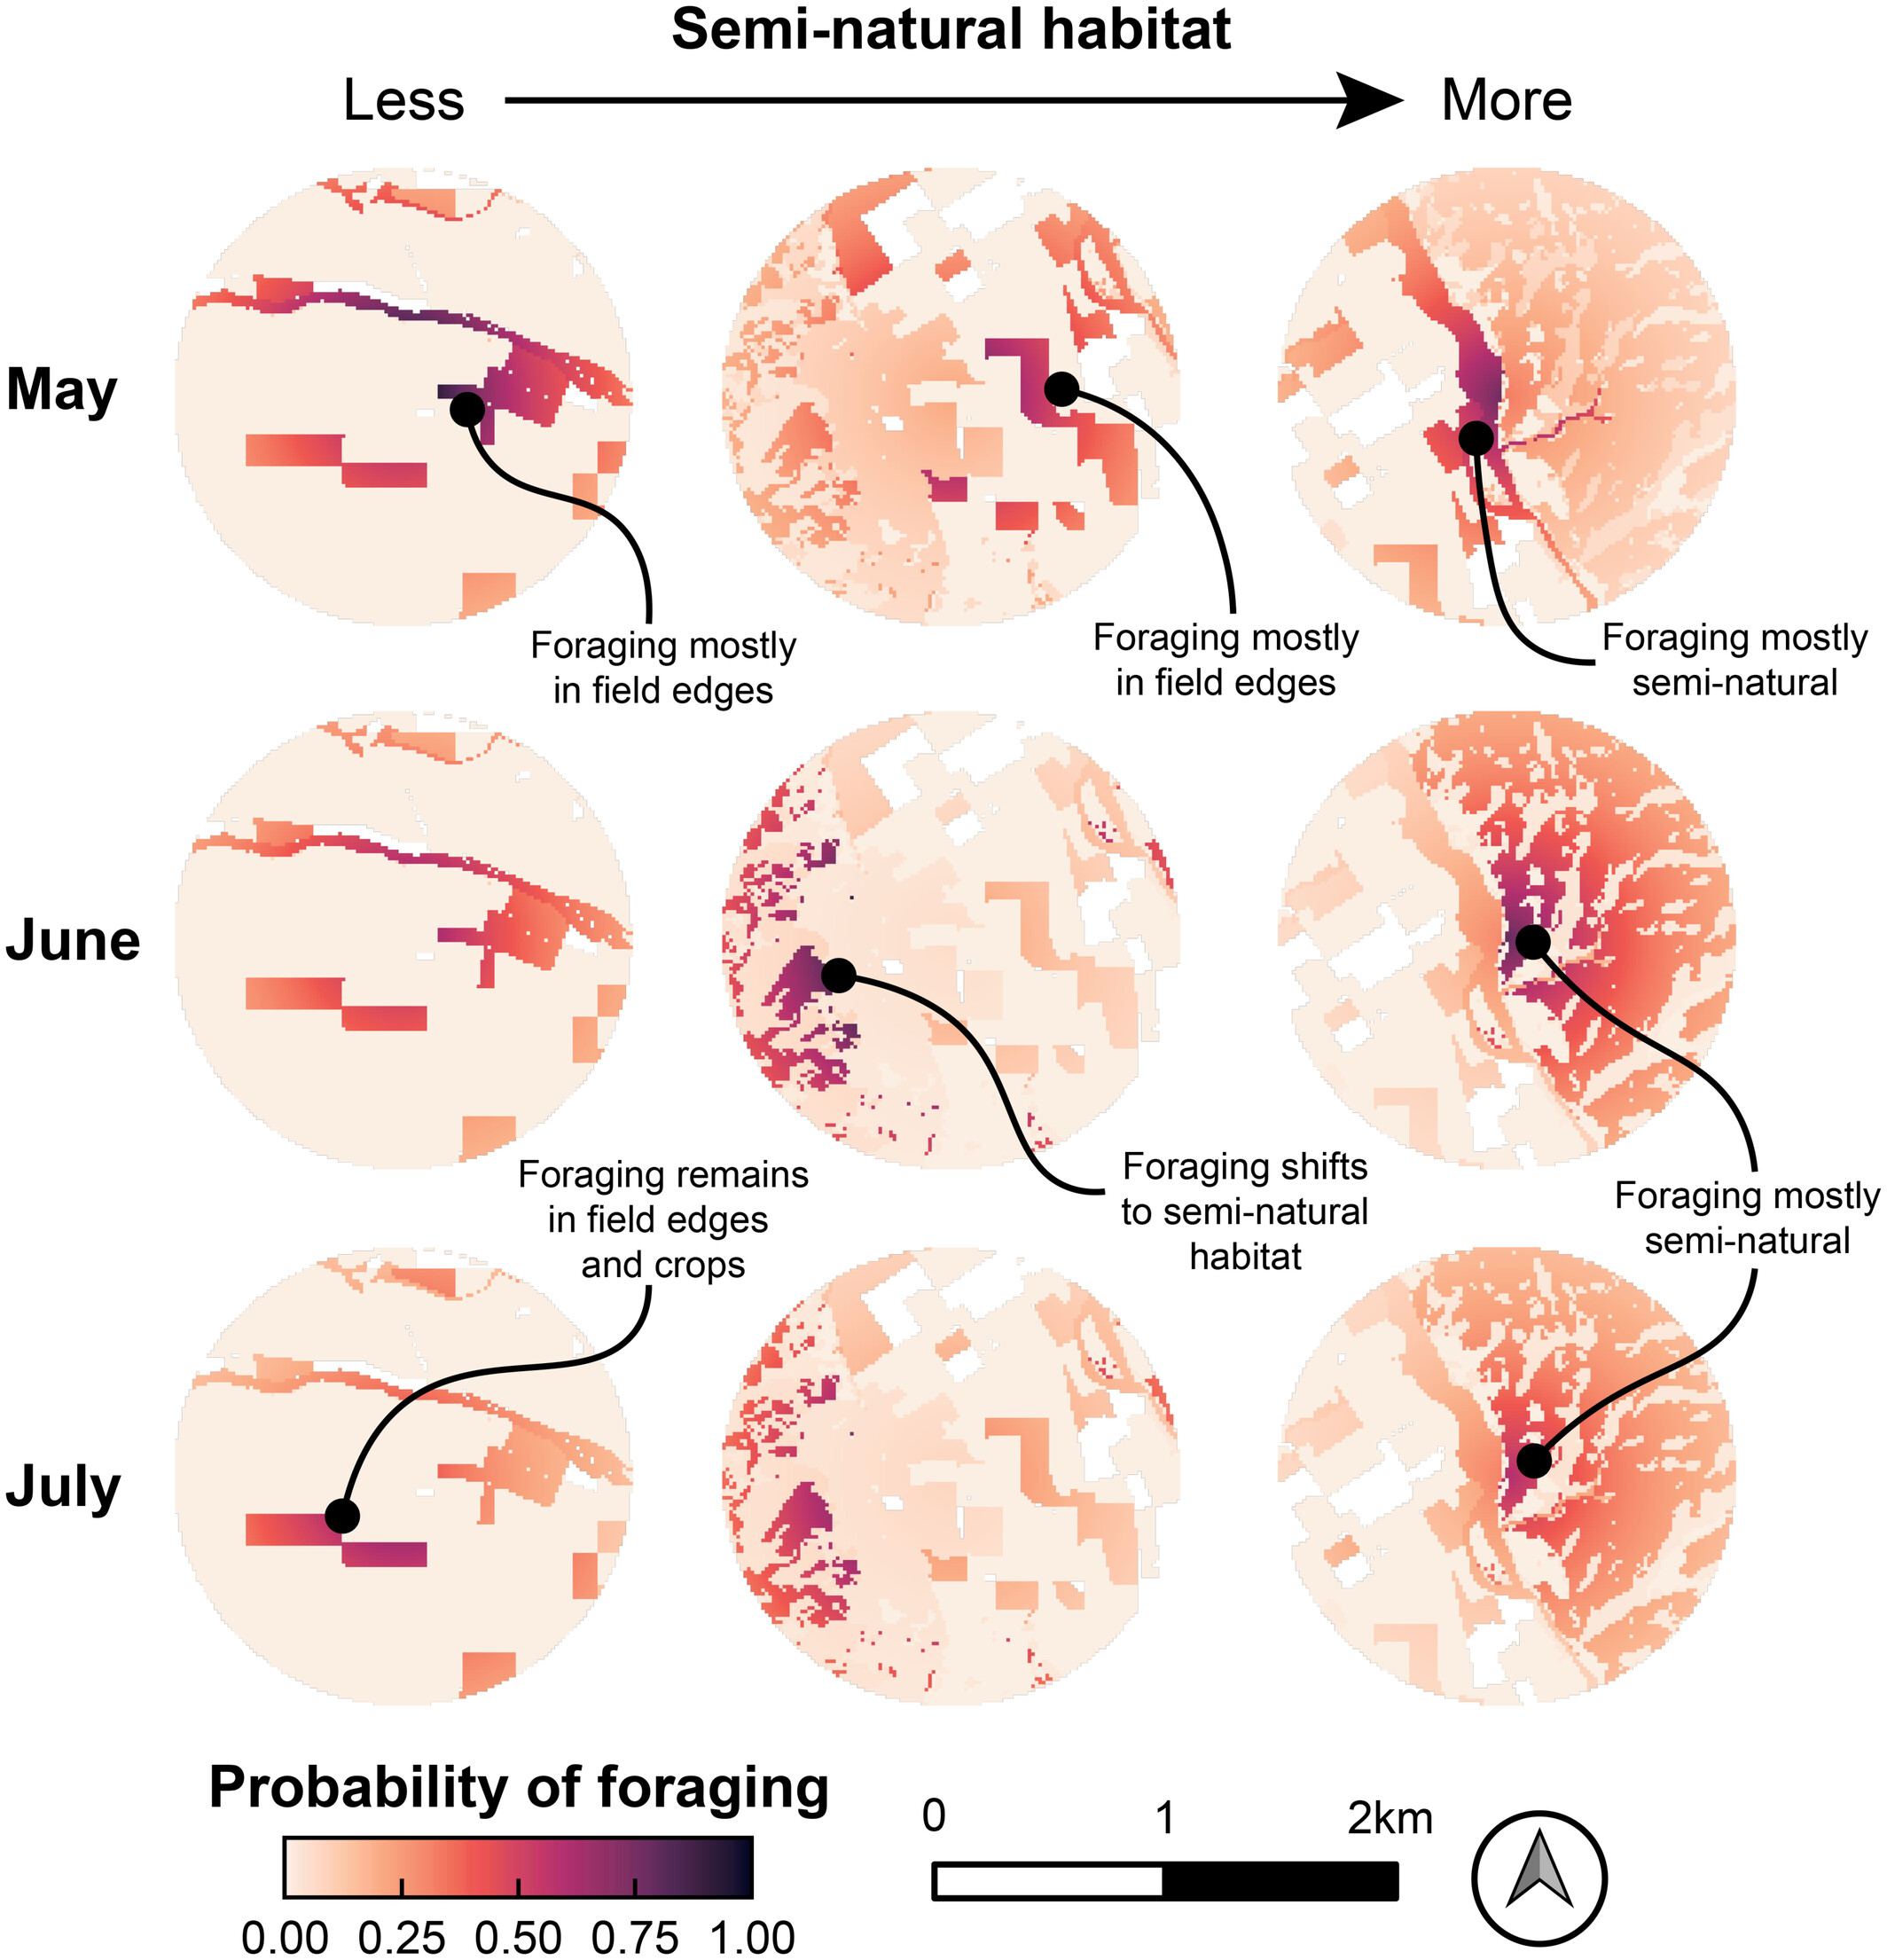 Semi-natural habitat
Less
More
May
Foraging mostly
in field edges
Foraging mostly
in field edges
Foraging mostly
semi-natural
June
Foraging remains
in field edges
and crops
Foraging shifts
to semi-natural
habitat
Foraging mostly
semi-natural
July
Probability of foraging
0.00 0.25 0.50 0.75 1.00
0 1 2km